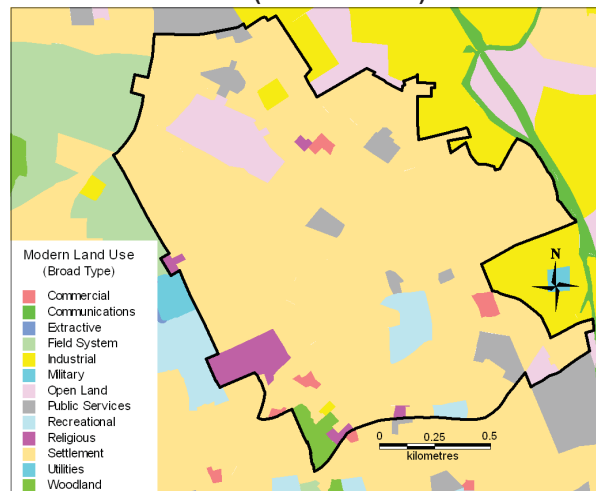 Modern Land Use
(Broad Type)
Commercial
Communications
Extractive
Field System
Industrial
Military
Open Land
Public Services
Recreational
Religious
Settlement
Utilities
Woodland
N
0 0.25 0.5
kilometres